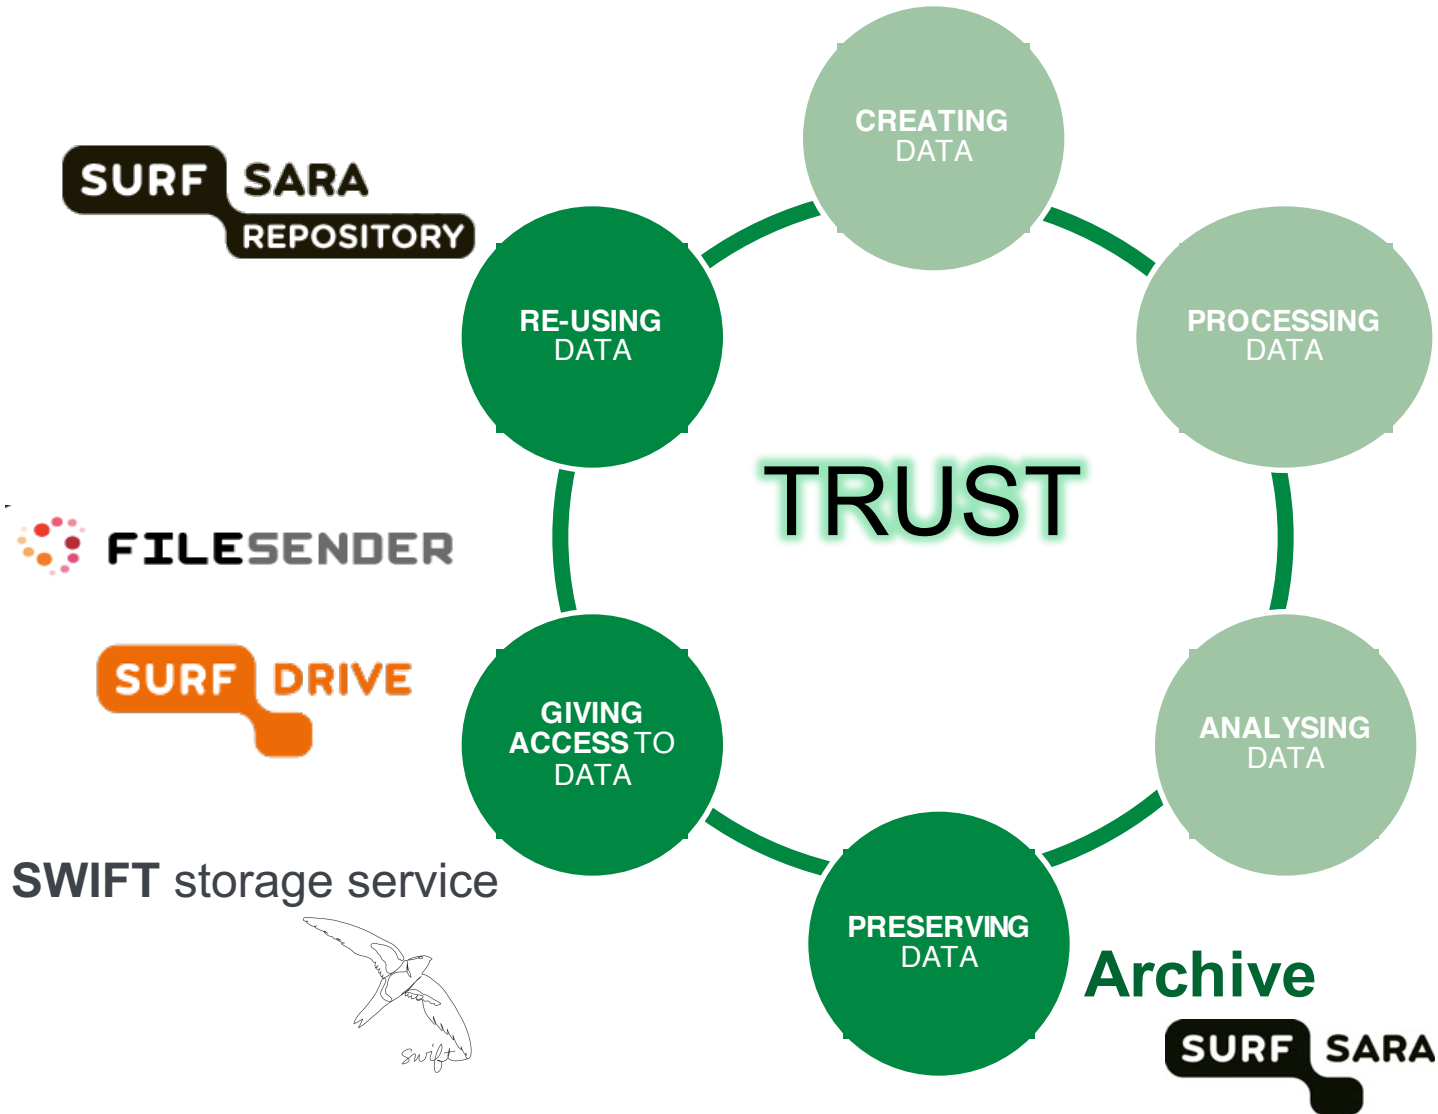 CREATING
DATA
SURF SARA
REPOSITORY
RE-USING
DATA
PROCESSING
DATA
TRUST
FILESENDER
SURF DRIVE
GIVING
ACCESS TO
DATA
ANALYSING
DATA
SWIFT storage service
swift
PRESERVING
DATA
Archive
SURF SARA